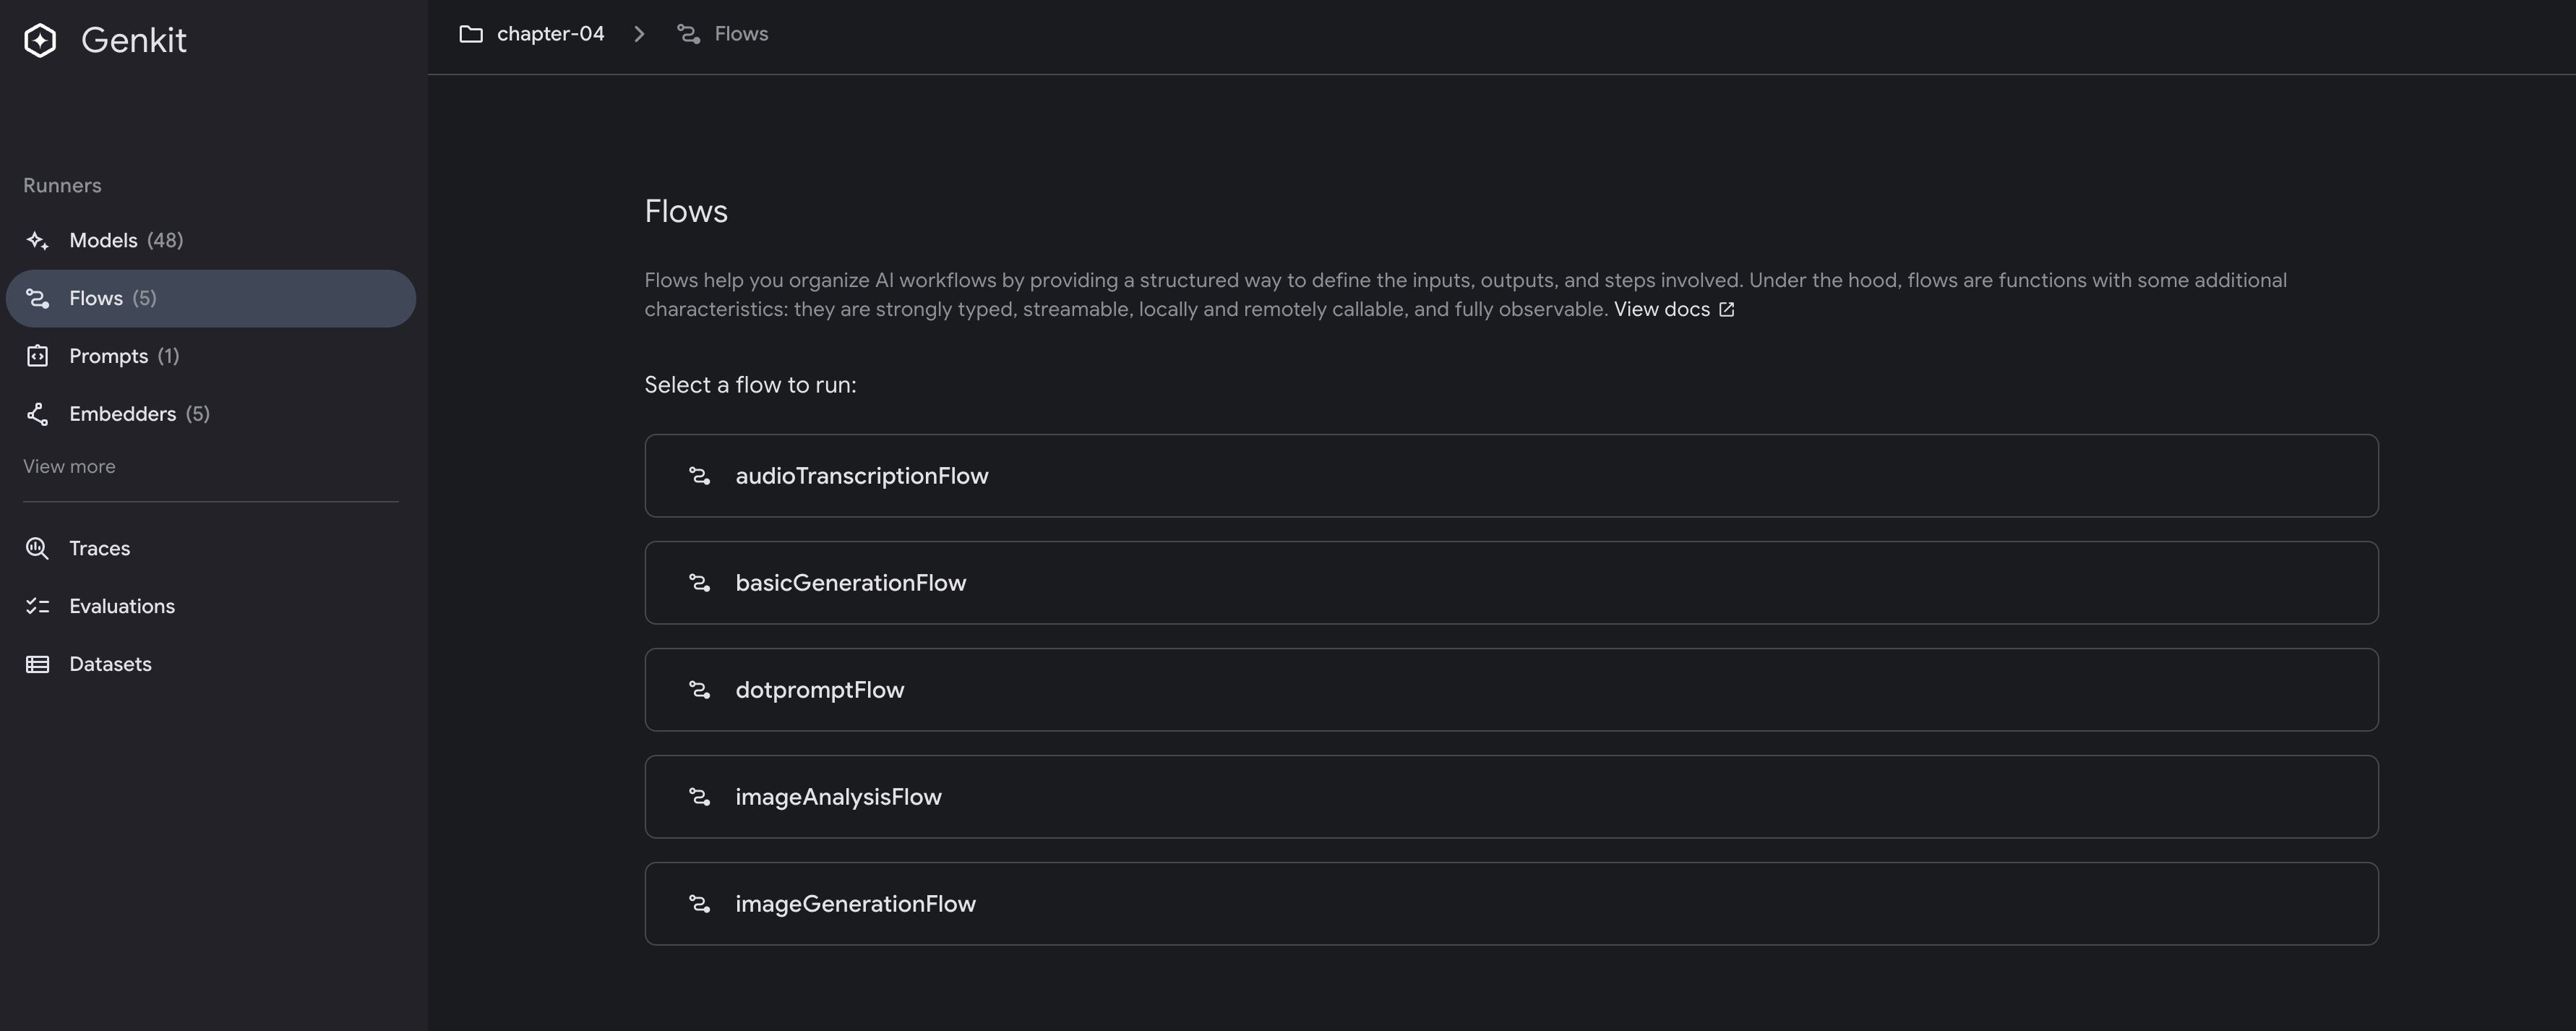 Genkit
Runners
Models (48)
Flows (5)
Prompts (1)
Embedders (5)
View more
Traces
Evaluations
Datasets
chapter-04 > Flows
Flows
Flows help you organize AI workflows by providing a structured way to define the inputs, outputs, and steps involved. Under the hood, flows are functions with some additional
characteristics: they are strongly typed, streamable, locally and remotely callable, and fully observable. View docs
Select a flow to run:
audioTranscriptionFlow
basicGenerationFlow
dotpromptFlow
imageAnalysisFlow
imageGenerationFlow